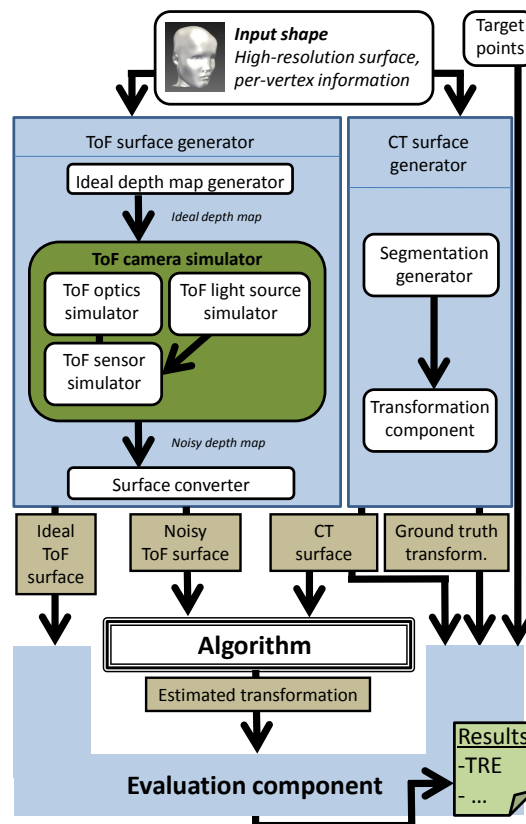 Input shape
High-resolution surface,
per-vertex information
Target
points
ToF surface generator
CT surface
generator
Ideal depth map generator
Ideal depth map
ToF camera simulator
ToF optics
simulator
ToF light source
simulator
ToF sensor
simulator
Segmentation
generator
Transformation
component
Noisy depth map
Surface converter
Ideal
ToF
surface
Noisy
ToF surface
CT
surface
Ground truth
transform.
Algorithm
Estimated transformation
Evaluation component
Results
-TRE
- ...